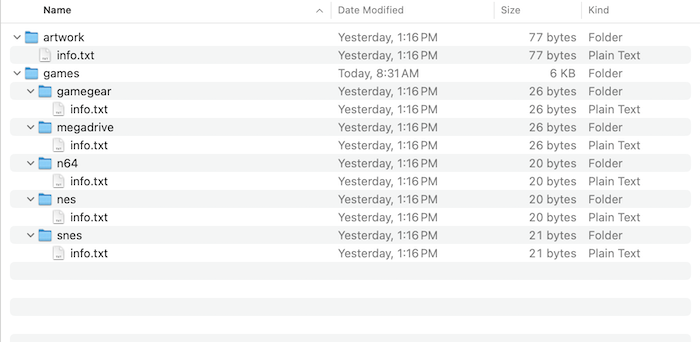 Name Date Modified Size Kind
artwork Yesterday, 1:16 PM 77 bytes Folder
info.txt Yesterday, 1:16 PM 77 bytes Plain Text
games Today, 8:31 AM 6 KB Folder
gamegear Yesterday, 1:16 PM 26 bytes Folder
info.txt Yesterday, 1:16 PM 26 bytes Plain Text
megadrive Yesterday, 1:16 PM 26 bytes Folder
info.txt Yesterday, 1:16 PM 26 bytes Plain Text
n64 Yesterday, 1:16 PM 20 bytes Folder
info.txt Yesterday, 1:16 PM 20 bytes Plain Text
nes Yesterday, 1:16 PM 20 bytes Folder
info.txt Yesterday, 1:16 PM 20 bytes Plain Text
snes Yesterday, 1:16 PM 21 bytes Folder
info.txt Yesterday, 1:16 PM 21 bytes Plain Text